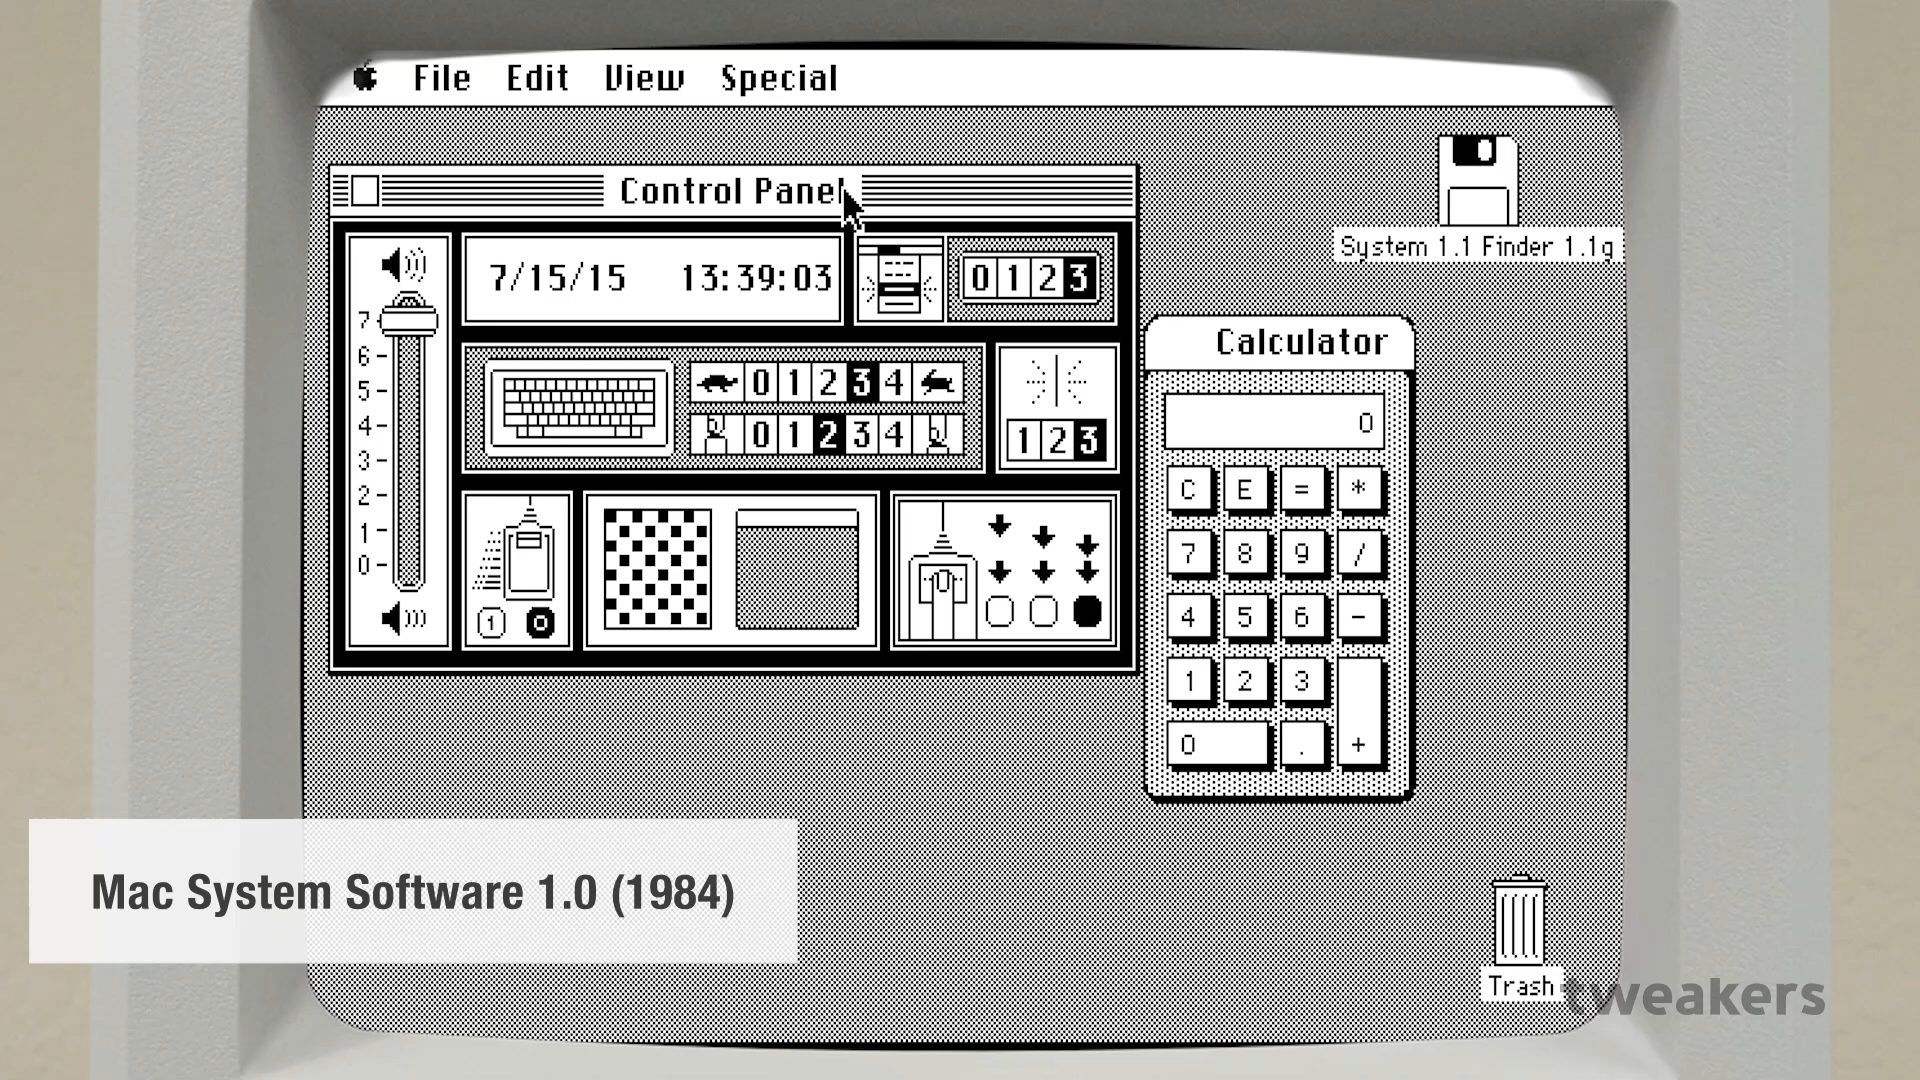 File Edit View Special
Control Panel
7/15/15 13:39:03
0 1 2 3
7
6
5
4
3
2
1
0
0 1 2 3 4
0 1 2 3 4
1 2 3
1 0
System 1.1 Finder 1.1g
Calculator
0
C E = *
7 8 9 /
4 5 6 -
1 2 3
0 . +
Mac System Software 1.0 (1984)
Trash
tweakers